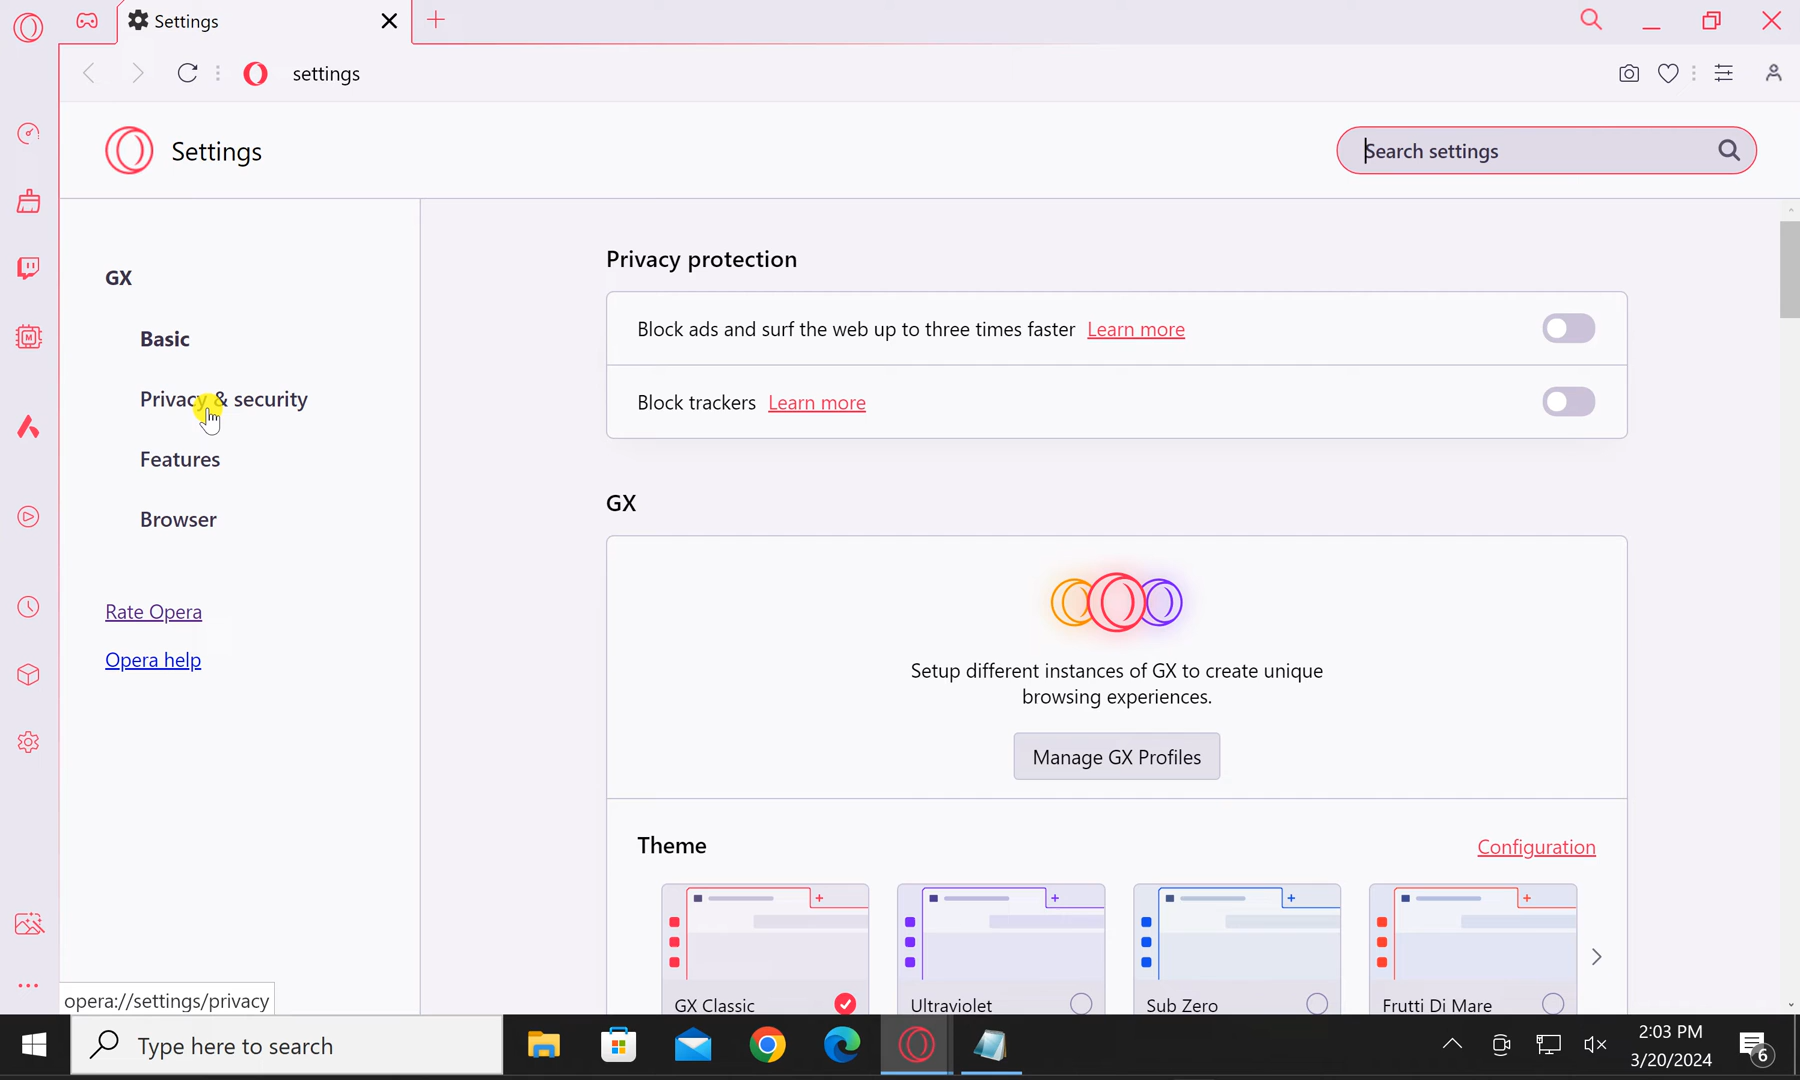 Settings
settings
Settings
Search settings
GX
Basic
Privacy & security
Features
Browser
Rate Opera
Opera help
Privacy protection
Block ads and surf the web up to three times faster Learn more
Block trackers Learn more
GX
Setup different instances of GX to create unique
browsing experiences.
Manage GX Profiles
Theme
Configuration
GX Classic
Ultraviolet
Sub Zero
Frutti Di Mare
opera://settings/privacy
Type here to search
2:03 PM
3/20/2024
6